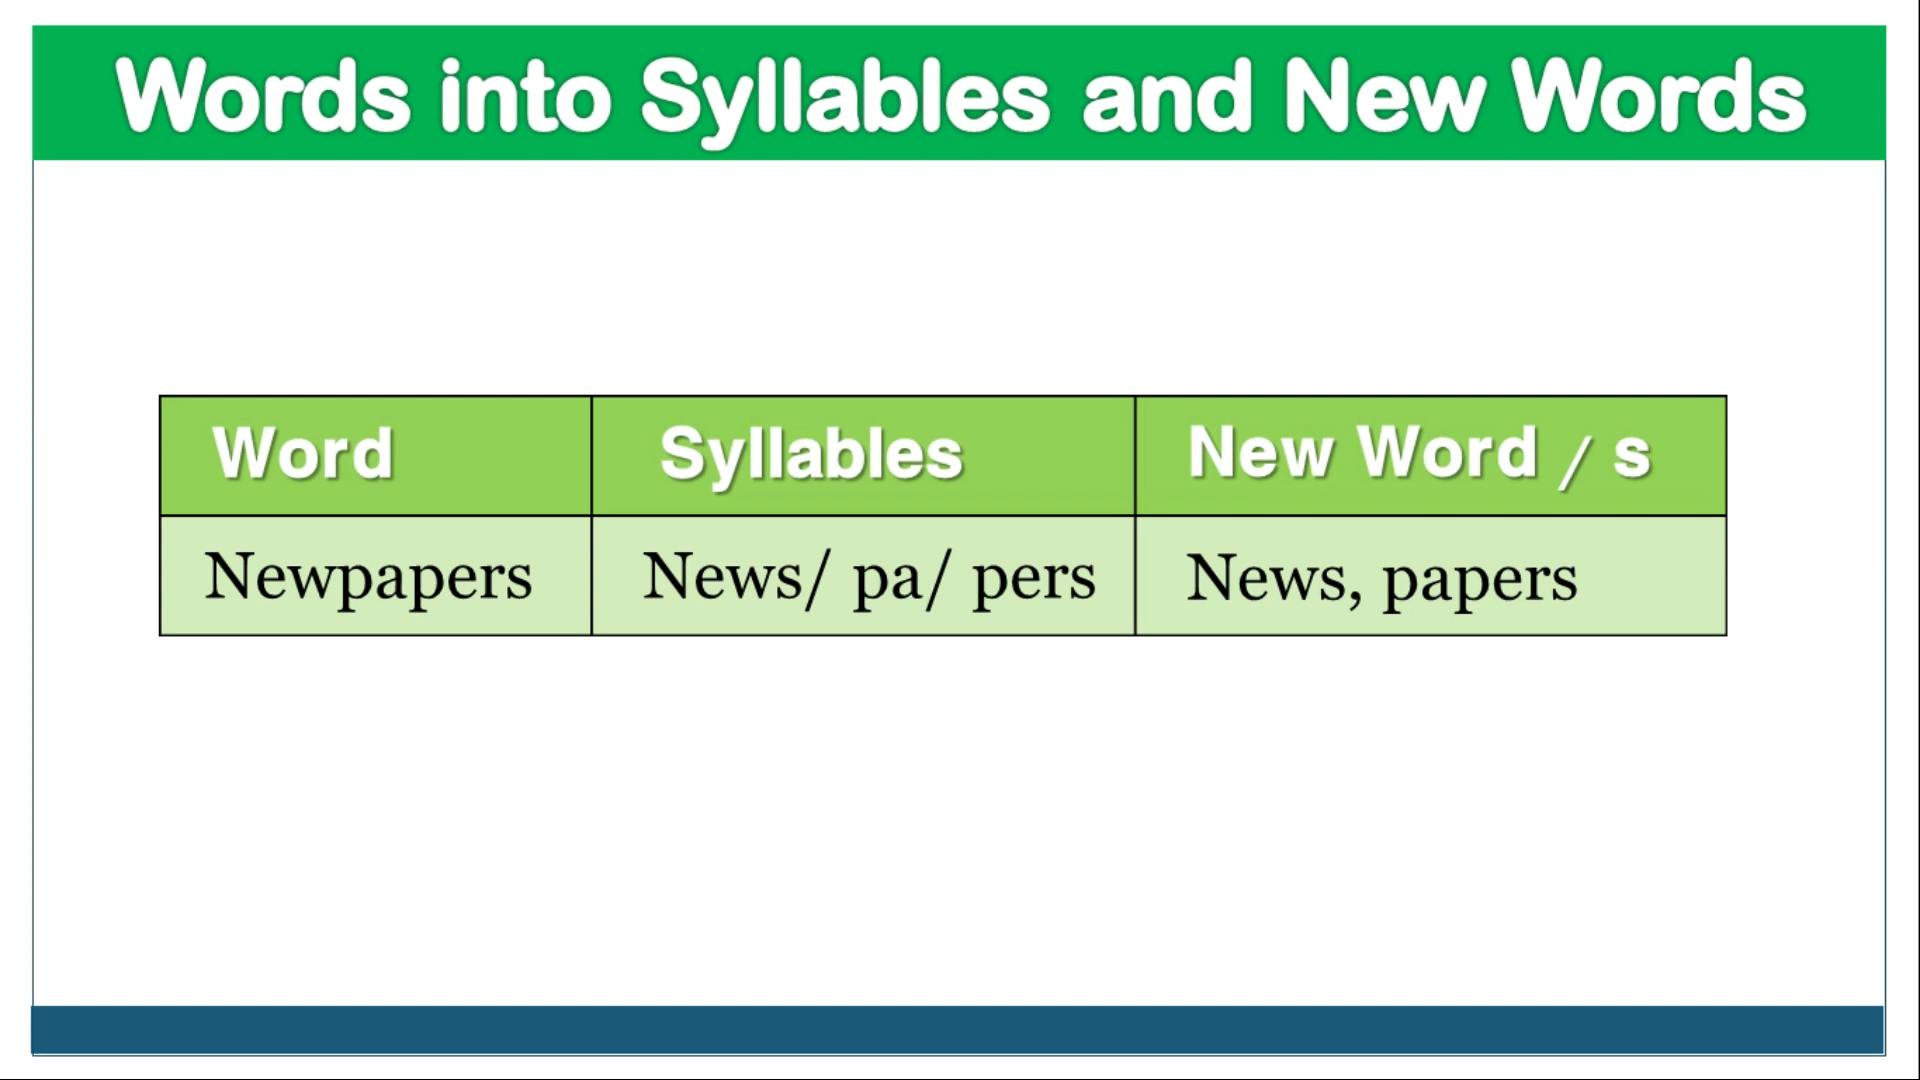 Words into Syllables and New Words
Word Syllables New Word / s
Newpapers News/ pa/ pers News, papers